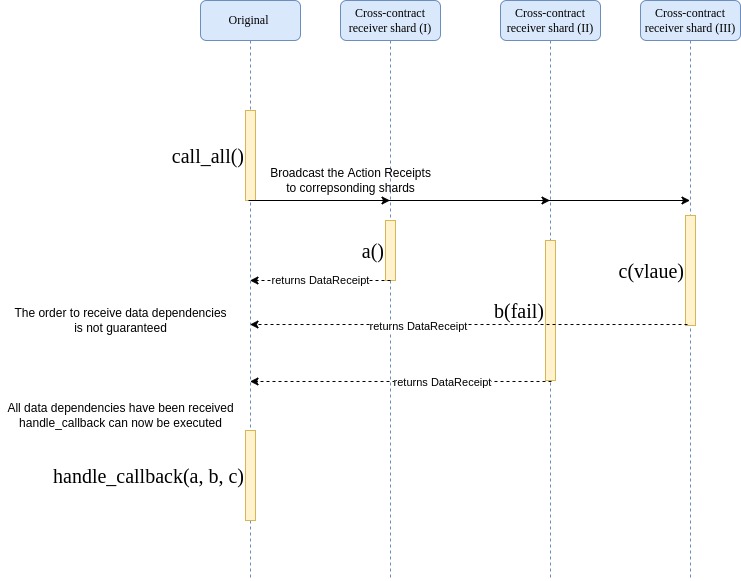 Original
Cross-contract
receiver shard (I)
Cross-contract
receiver shard (II)
Cross-contract
receiver shard (III)
call_all()
Broadcast the Action Receipts
to correpsonding shards
a()
c(vlaue)
returns DataReceipt
b(fail)
The order to receive data dependencies
is not guaranteed
returns DataReceipt
returns DataReceipt
All data dependencies have been received
handle_callback can now be executed
handle_callback(a, b, c)